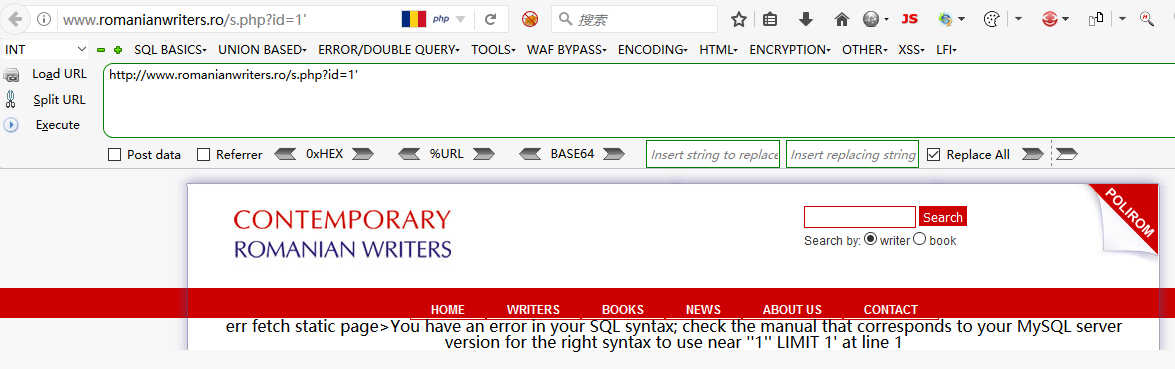 www.romanianwriters.ro/s.php?id=1'
php
搜索
JS
INT
SQL BASICS
UNION BASED
ERROR/DOUBLE QUERY
TOOLS
WAF BYPASS
ENCODING
HTML
ENCRYPTION
OTHER
XSS
LFI
Load URL
Split URL
Execute
http://www.romanianwriters.ro/s.php?id=1'
Post data
Referrer
0xHEX
%URL
BASE64
Insert string to replace
Insert replacing string
Replace All
CONTEMPORARY
ROMANIAN WRITERS
Search
Search by: writer book
POLIROM
HOME
WRITERS
BOOKS
NEWS
ABOUT US
CONTACT
err fetch static page>You have an error in your SQL syntax; check the manual that corresponds to your MySQL server
version for the right syntax to use near ''1'' LIMIT 1' at line 1